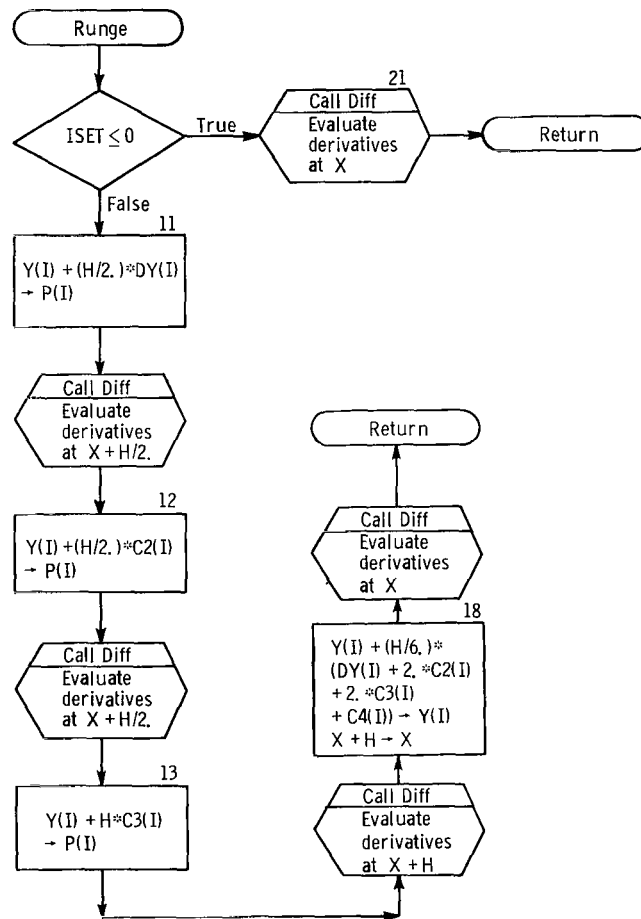 Runge
ISET ≤ 0
True
21
Call Diff
Evaluate
derivatives
at X
Return
False
11
Y(I) + (H/2.)*DY(I)
→ P(I)
Call Diff
Evaluate
derivatives
at X + H/2.
12
Y(I) +(H/2.)*C2(I)
→ P(I)
Call Diff
Evaluate
derivatives
at X + H/2.
13
Y(I) + H*C3(I)
→ P(I)
Call Diff
Evaluate
derivatives
at X + H
18
Y(I) + (H/6.)*
(DY(I) + 2. *C2(I)
+ 2. *C3(I)
+ C4(I)) → Y(I)
X + H → X
Call Diff
Evaluate
derivatives
at X
Return